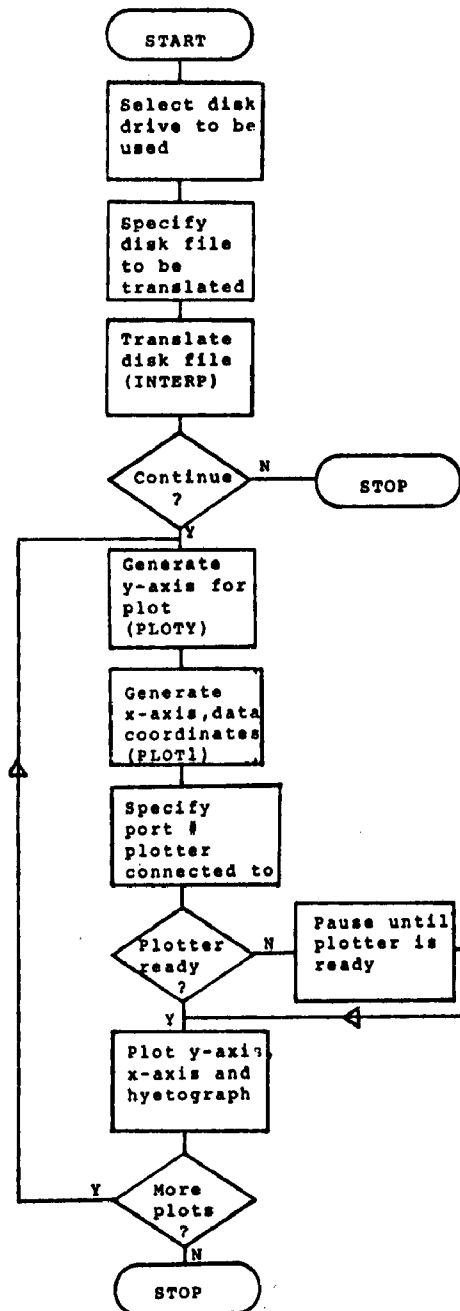 START
Select disk
drive to be
used
Specify
disk file
to be
translated
Translate
disk file
(INTERP)
Continue
?
N
STOP
Y
Generate
y-axis for
plot
(PLOTY)
Generate
x-axis,data
coordinates
(PLOT1)
Specify
port #
plotter
connected to
Plotter
ready
?
N
Pause until
plotter is
ready
Y
Plot y-axis,
x-axis and
hyetograph
More
plots
?
Y
N
STOP